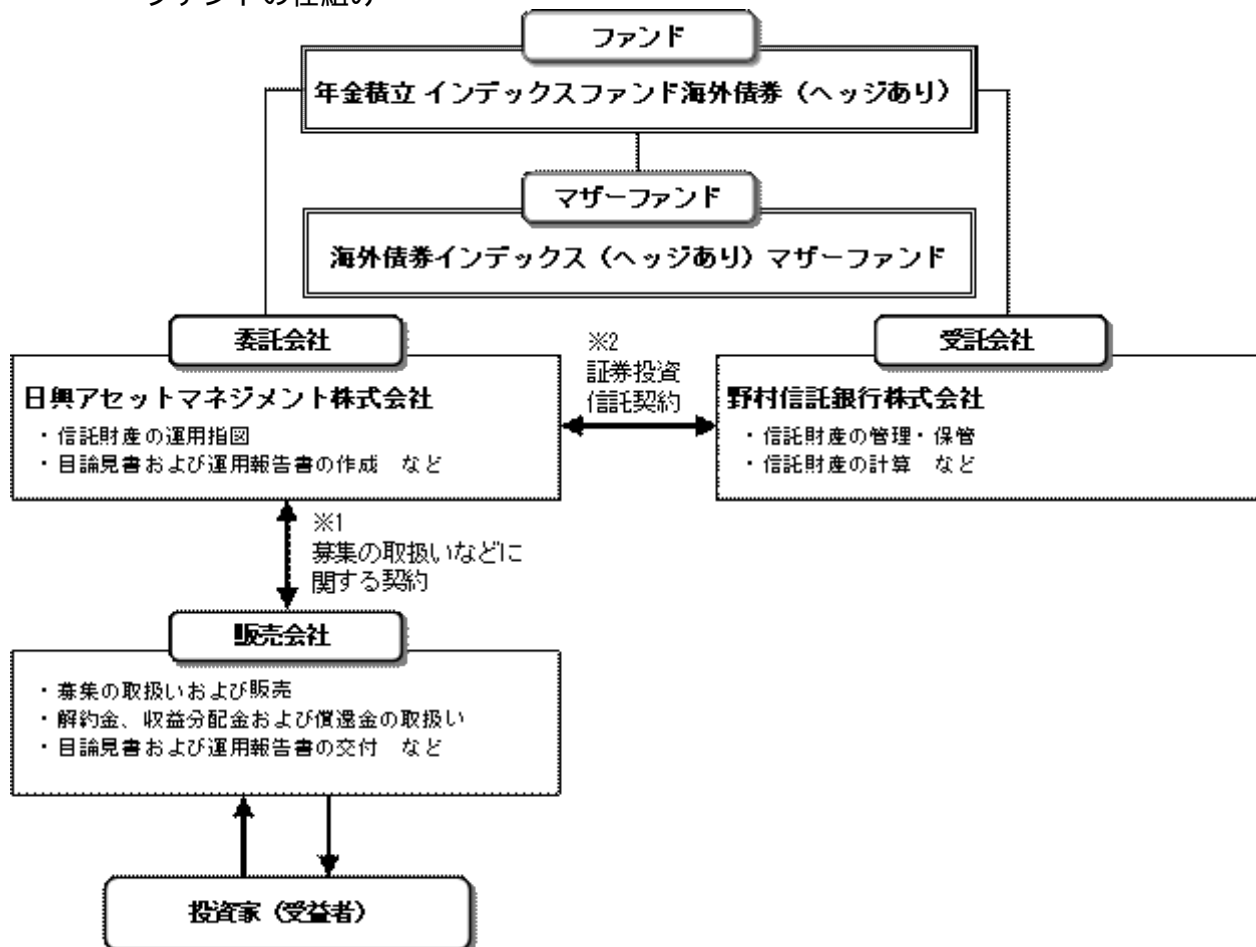 ファンドの仕組み
ファンド
年金積立 インデックスファンド海外債券（ヘッジあり）
マザーファンド
海外債券インデックス（ヘッジあり）マザーファンド
委託会社
日興アセットマネジメント株式会社
・信託財産の運用指図
・目論見書および運用報告書の作成　など
※2
証券投資
信託契約
受託会社
野村信託銀行株式会社
・信託財産の管理・保管
・信託財産の計算　など
※1
募集の取扱いなどに
関する契約
販売会社
・募集の取扱いおよび販売
・解約金、収益分配金および償還金の取扱い
・目論見書および運用報告書の交付　など
投資家（受益者）